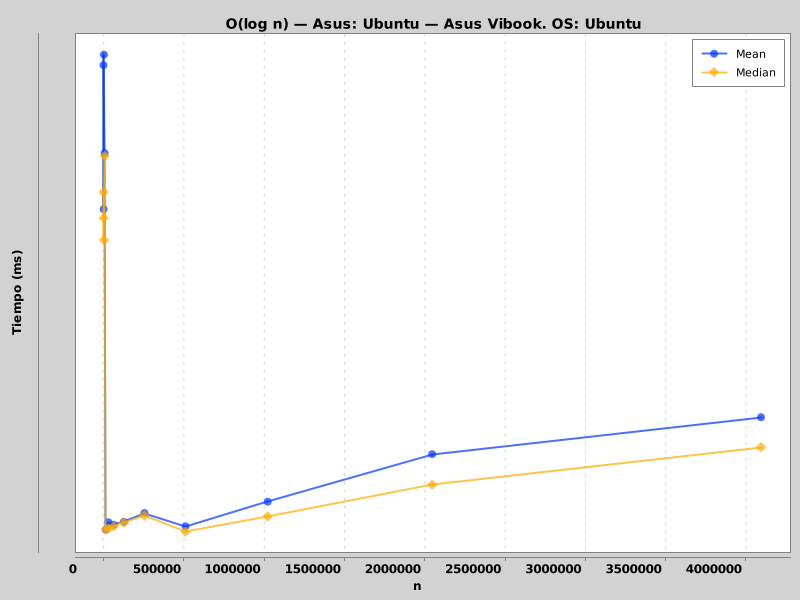 O(log n) — Asus: Ubuntu — Asus Vibook. OS: Ubuntu
Mean
Median
Tiempo (ms)
0 500000 1000000 1500000 2000000 2500000 3000000 3500000 4000000
n